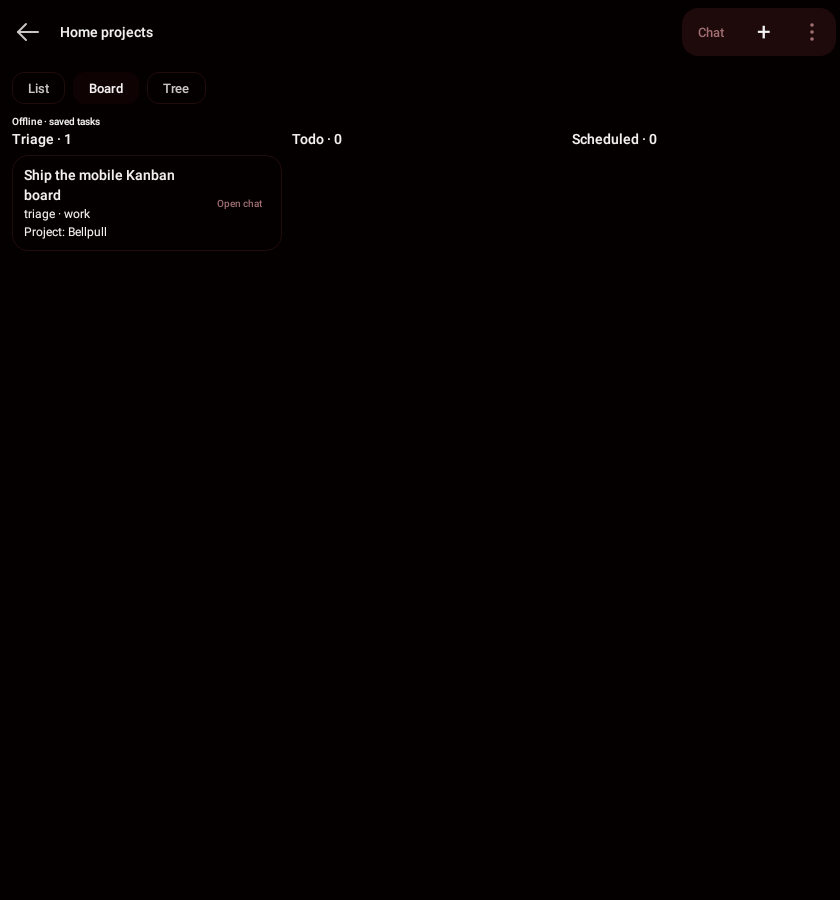 Home projects
Chat +
List
Board
Tree
Offline · saved tasks
Triage · 1
Ship the mobile Kanban
board
triage · work
Project: Bellpull
Open chat
Todo · 0
Scheduled · 0